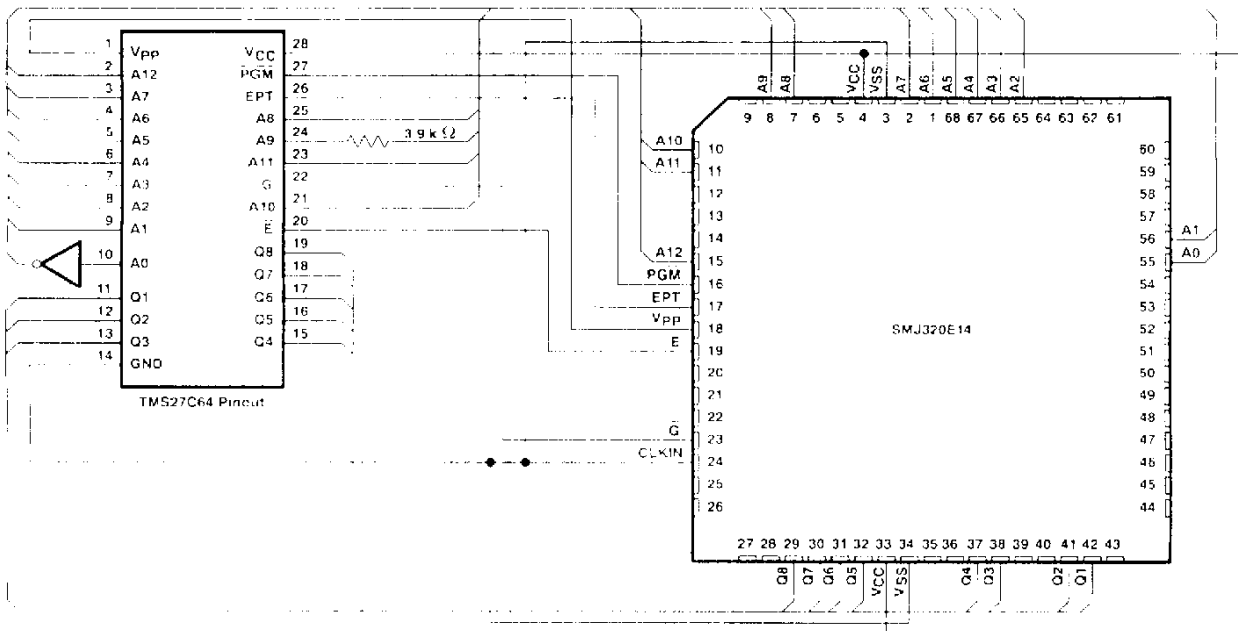 1 VPP VCC 28
2 A12 PGM 27
3 A7 EPT 26
4 A6 A8 25
5 A5 A9 24 3 9 k Ω
6 A4 A11 23
7 A3 G 22
8 A2 A10 21
9 A1 E 20
10 A0 Q8 19
Q7 18
11 Q1 Q6 17
12 Q2 Q5 16
13 Q3 Q4 15
14 GND
TMS27C64 Pinout
A9 A8 VCC VSS A7 A6 A5 A4 A3 A2
9 8 7 6 5 4 3 2 1 68 67 66 65 64 63 62 61
A10 10
A11 11
12
13
14
A12 15
PGM 16
EPT 17
VPP 18
E 19
20
21
22
G 23
CLKIN 24
25
26
SMJ320E14
60
59
58
57
56 A1
55 A0
54
53
52
51
50
49
48
47
46
45
44
27 28 29 30 31 32 33 34 35 36 37 38 39 40 41 42 43
Q8 Q7 Q6 Q5 VCC VSS Q4 Q3 Q2 Q1